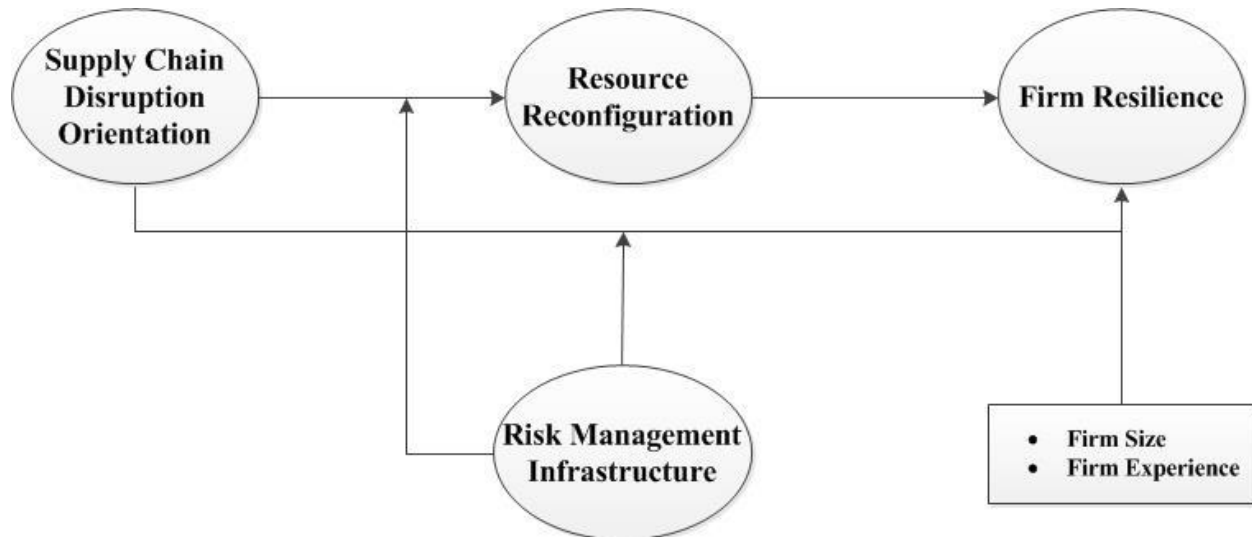 Supply Chain
Disruption
Orientation
Resource
Reconfiguration
Firm Resilience
Risk Management
Infrastructure
• Firm Size
• Firm Experience